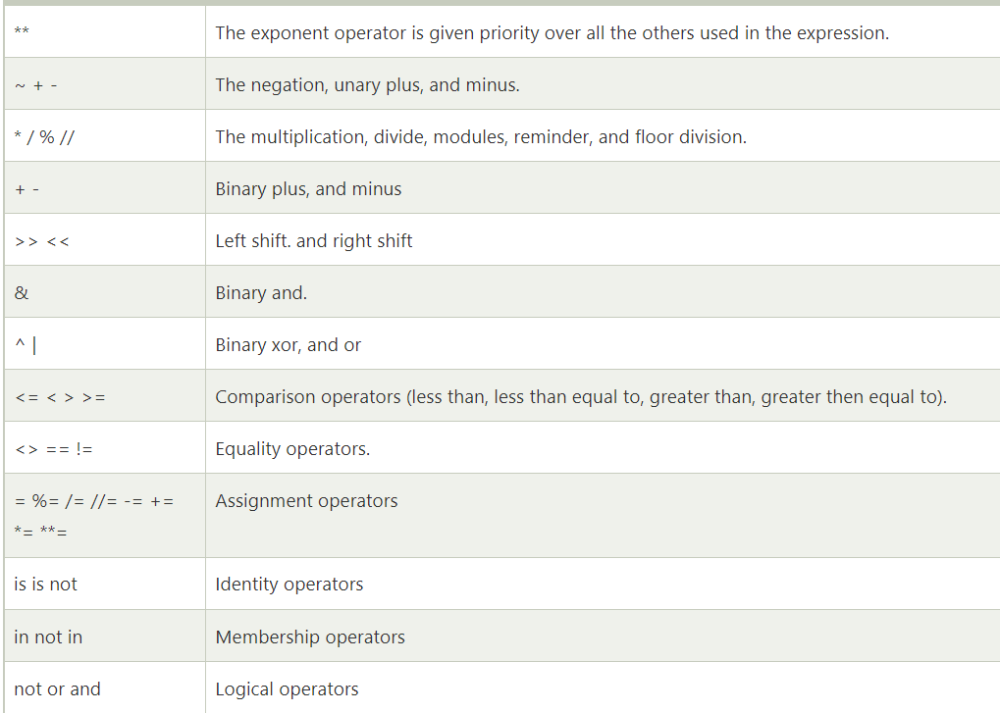 ** The exponent operator is given priority over all the others used in the expression.
~ + - The negation, unary plus, and minus.
* / % // The multiplication, divide, modules, reminder, and floor division.
+ - Binary plus, and minus
>> << Left shift. and right shift
& Binary and.
^ | Binary xor, and or
<= < > >= Comparison operators (less than, less than equal to, greater than, greater then equal to).
<> == != Equality operators.
= %= /= //= -= += Assignment operators
*= **=
is is not Identity operators
in not in Membership operators
not or and Logical operators